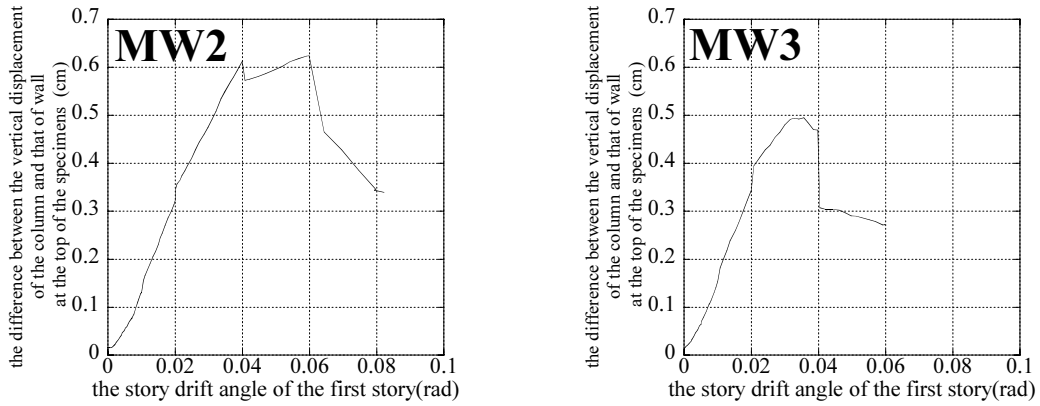 the difference between the vertical displacement
of the column and that of wall
at the top of the specimens (cm)
MW2
0.7
0.6
0.5
0.4
0.3
0.2
0.1
0
0 0.02 0.04 0.06 0.08 0.1
the story drift angle of the first story(rad)
the difference between the vertical displacement
of the column and that of wall
at the top of the specimens (cm)
MW3
0.7
0.6
0.5
0.4
0.3
0.2
0.1
0
0 0.02 0.04 0.06 0.08 0.1
the story drift angle of the first story(rad)